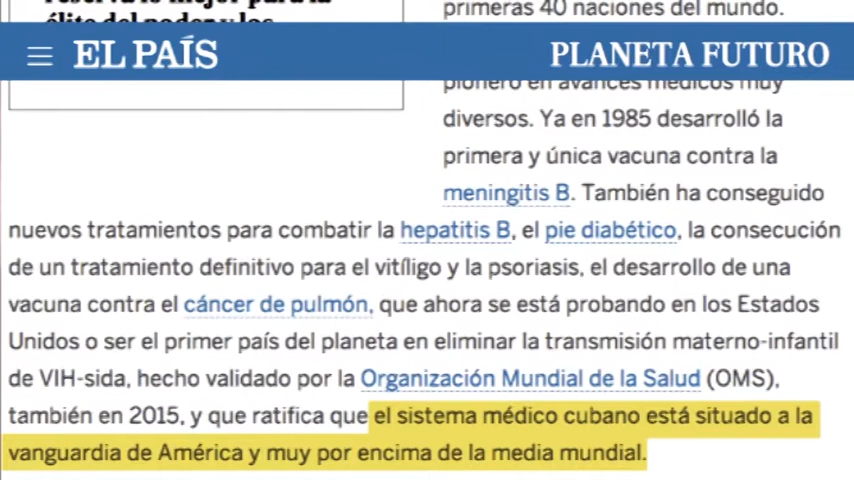 primeras 40 naciones del mundo.
EL PAÍS
PLANETA FUTURO
pionero en avances médicos muy
diversos. Ya en 1985 desarrolló la
primera y única vacuna contra la
meningitis B. También ha conseguido
nuevos tratamientos para combatir la hepatitis B, el pie diabético, la consecución
de un tratamiento definitivo para el vitíligo y la psoriasis, el desarrollo de una
vacuna contra el cáncer de pulmón, que ahora se está probando en los Estados
Unidos o ser el primer país del planeta en eliminar la transmisión materno-infantil
de VIH-sida, hecho validado por la Organización Mundial de la Salud (OMS),
también en 2015, y que ratifica que el sistema médico cubano está situado a la
vanguardia de América y muy por encima de la media mundial.